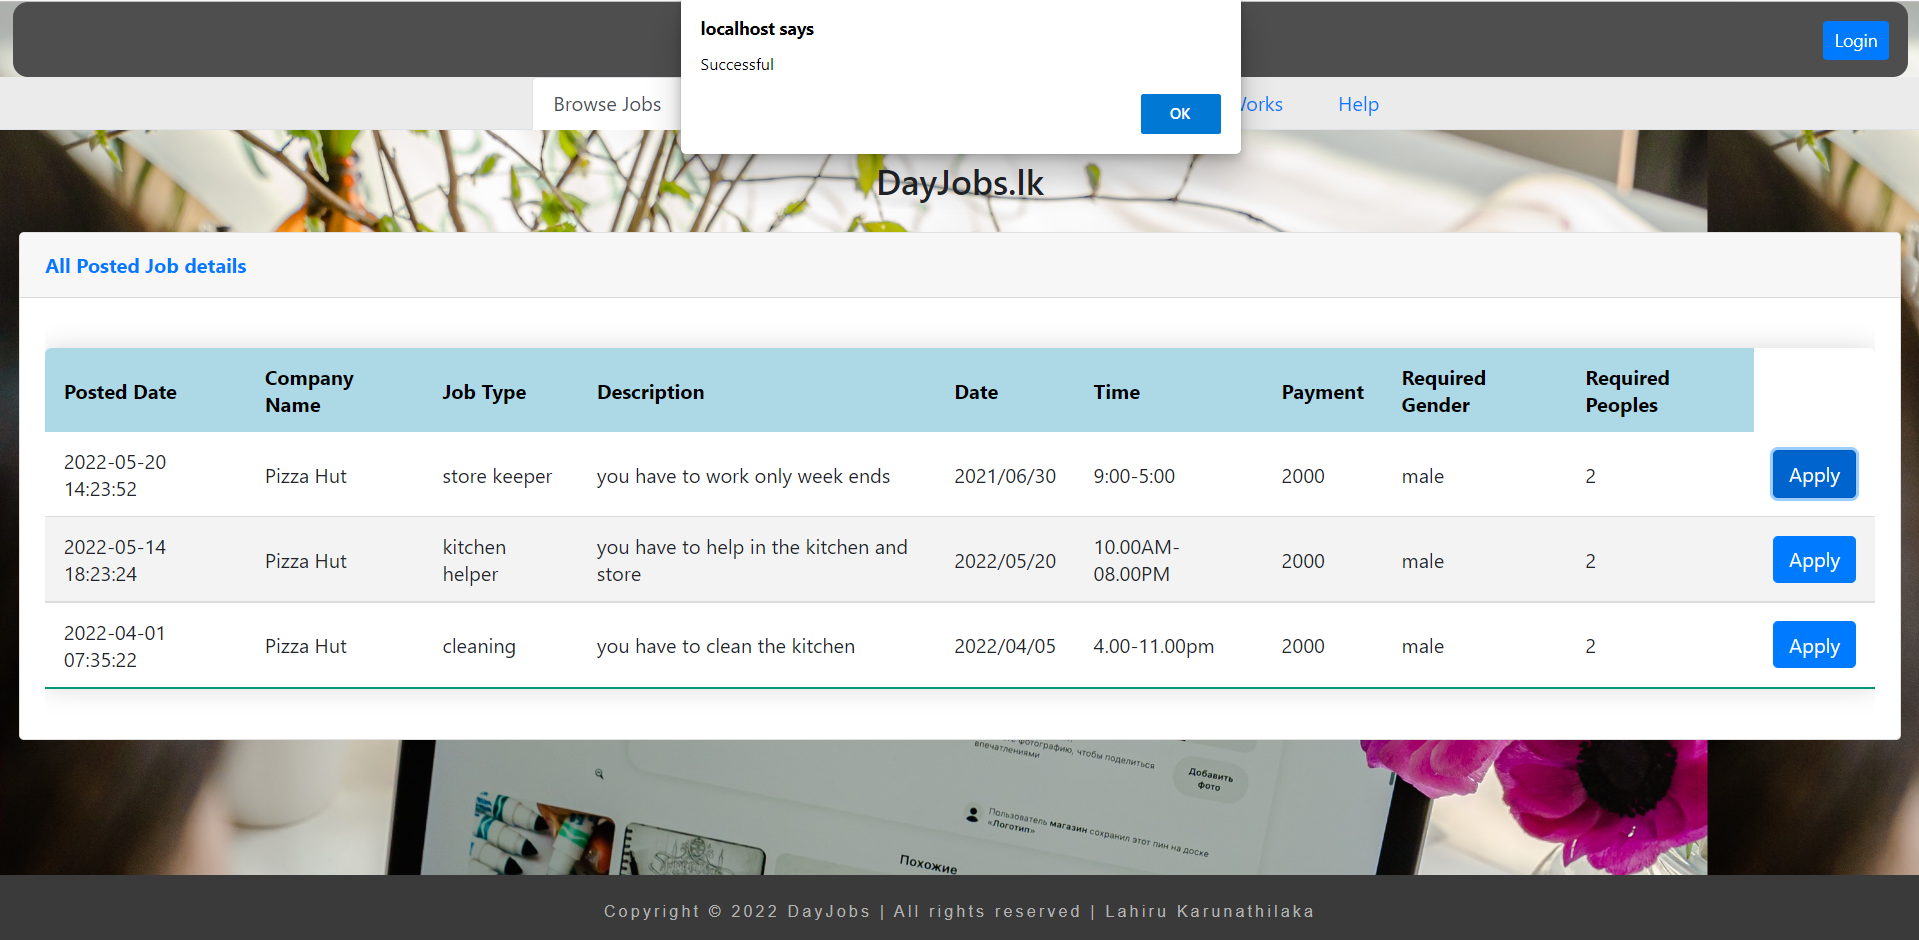 localhost says
Successful
OK
Login
Browse Jobs
Works
Help
DayJobs.lk
All Posted Job details
Posted Date Company Name Job Type Description Date Time Payment Required Gender Required Peoples
2022-05-20 14:23:52 Pizza Hut store keeper you have to work only week ends 2021/06/30 9:00-5:00 2000 male 2 Apply
2022-05-14 18:23:24 Pizza Hut kitchen helper you have to help in the kitchen and store 2022/05/20 10.00AM-08.00PM 2000 male 2 Apply
2022-04-01 07:35:22 Pizza Hut cleaning you have to clean the kitchen 2022/04/05 4.00-11.00pm 2000 male 2 Apply
фотографию, чтобы поделиться
впечатлениями
Добавить
фото
Пользователь магазин сохранил этот пин на доске
«Логотип»
Похожие
Copyright © 2022 DayJobs | All rights reserved | Lahiru Karunathilaka